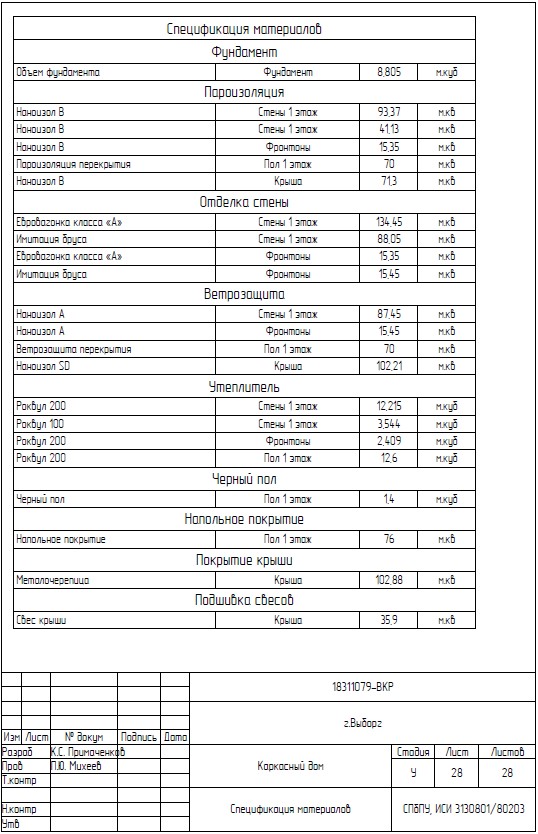 Спецификация материалов
Фундамент
Объем фундамента Фундамент 8,805 м.куб
Пароизоляция
Наноизол B Стены 1 этаж 93,37 м.кв
Наноизол B Стены 1 этаж 41,13 м.кв
Наноизол B Фронтоны 15,35 м.кв
Пароизоляция перекрытия Пол 1 этаж 70 м.кв
Наноизол B Крыша 71,3 м.кв
Отделка стены
Евровагонка класса «А» Стены 1 этаж 134,45 м.кв
Имитация бруса Стены 1 этаж 88,05 м.кв
Евровагонка класса «А» Фронтоны 15,35 м.кв
Имитация бруса Фронтоны 15,45 м.кв
Ветрозащита
Наноизол А Стены 1 этаж 87,45 м.кв
Наноизол А Фронтоны 15,45 м.кв
Ветрозащита перекрытия Пол 1 этаж 70 м.кв
Наноизол SD Крыша 102,21 м.кв
Утеплитель
Роквул 200 Стены 1 этаж 12,215 м.куб
Роквул 100 Стены 1 этаж 3,544 м.куб
Роквул 200 Фронтоны 2,409 м.куб
Роквул 200 Пол 1 этаж 12,6 м.куб
Черный пол
Черный пол Пол 1 этаж 1,4 м.куб
Напольное покрытие
Напольное покрытие Пол 1 этаж 76 м.кв
Покрытие крыши
Металочерепица Крыша 102,88 м.кв
Подшивка свесов
Свес крыши Крыша 35,9 м.кв
18311079-ВКР
г.Выборг
Изм Лист № докум Подпись Дата
Разраб К.С. Примаченков
Пров П.Ю. Михеев
Т.контр
Каркасный дом
Стадия Лист Листов
У 28 28
Н.контр
Утв
Спецификация материалов
СПбПУ, ИСИ 3130801/80203